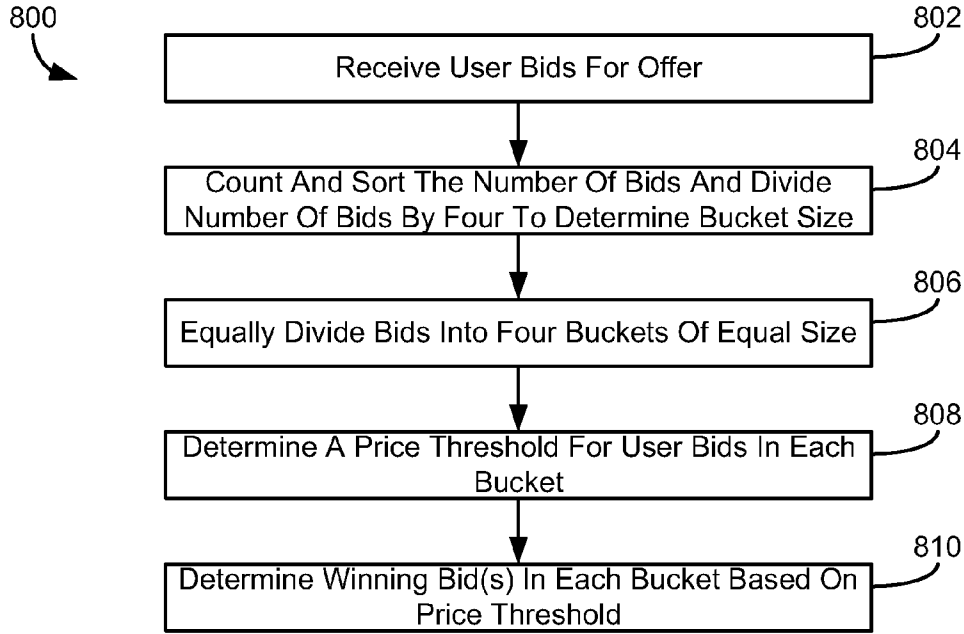 800
802
Receive User Bids For Offer
804
Count And Sort The Number Of Bids And Divide
Number Of Bids By Four To Determine Bucket Size
806
Equally Divide Bids Into Four Buckets Of Equal Size
808
Determine A Price Threshold For User Bids In Each
Bucket
810
Determine Winning Bid(s) In Each Bucket Based On
Price Threshold